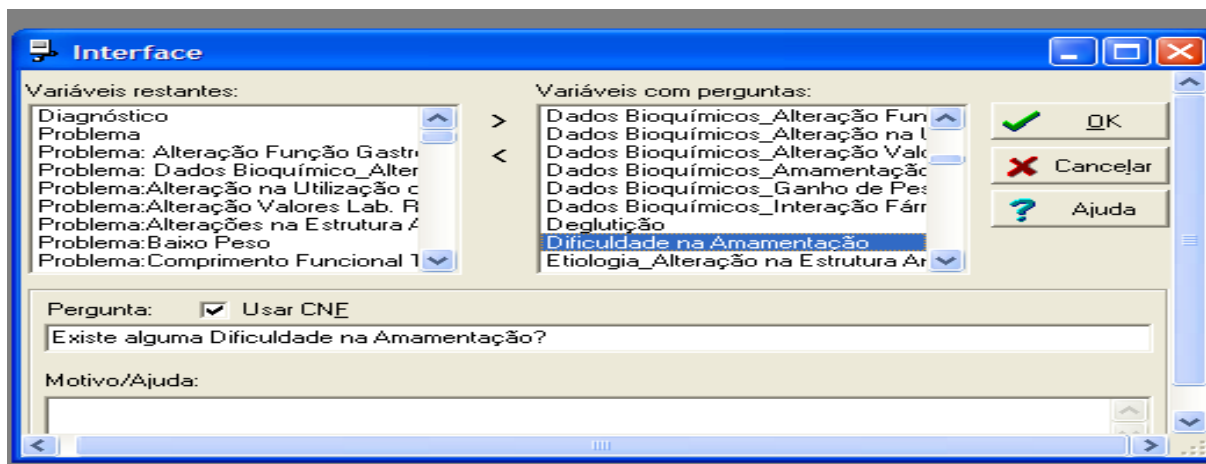 Interface
Variáveis restantes:
Diagnóstico
Problema
Problema: Alteração Função Gastr
Problema: Dados Bioquímico_Alter
Problema:Alteração na Utilização
Problema:Alteração Valores Lab. R
Problema:Alterações na Estrutura
Problema:Baixo Peso
Problema:Comprimento Funcional
>
<
Variáveis com perguntas:
Dados Bioquímicos_Alteração Fun
Dados Bioquímicos_Alteração na
Dados Bioquímicos_Alteração Val
Dados Bioquímicos_Amamentação
Dados Bioquímicos_Ganho de Pe
Dados Bioquímicos_Interação Fárr
Deglutição
Dificuldade na Amamentação
Etiologia_Alteração na Estrutura Ar
OK
Cancelar
Ajuda
Pergunta: Usar CNF
Existe alguma Dificuldade na Amamentação?
Motivo/Ajuda: